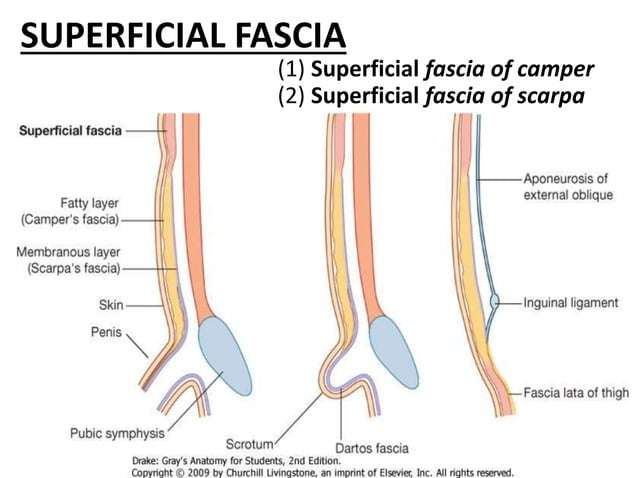 SUPERFICIAL FASCIA
(1) Superficial fascia of camper
(2) Superficial fascia of scarpa
Superficial fascia
Fatty layer
(Camper's fascia)
Membranous layer
(Scarpa's fascia)
Skin
Penis
Pubic symphysis
Scrotum
Dartos fascia
Aponeurosis of
external oblique
Inguinal ligament
Fascia lata of thigh
Drake: Gray's Anatomy for Students, 2nd Edition.
Copyright © 2009 by Churchill Livingstone, an imprint of Elsevier, Inc. All rights reserved.